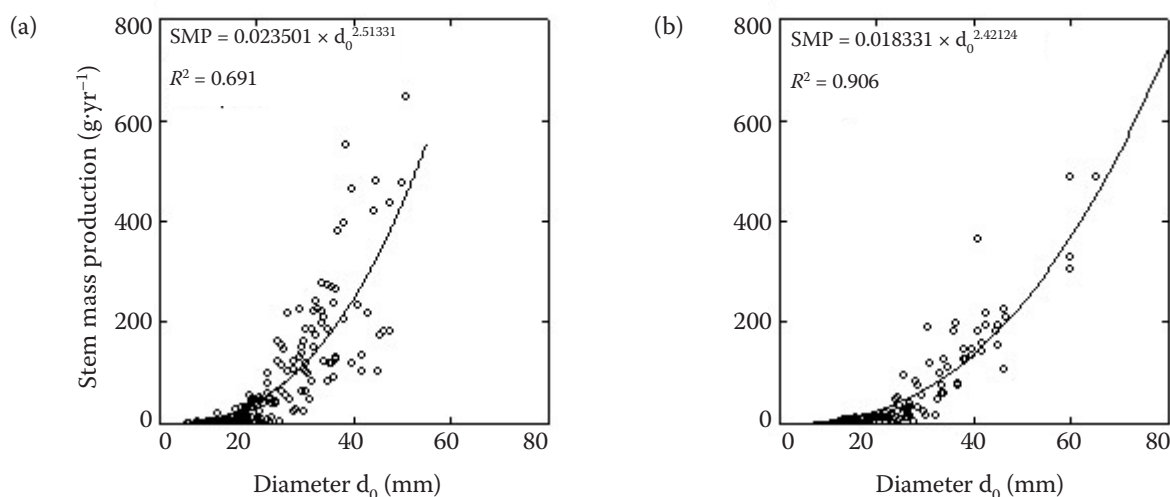 (a)
SMP = 0.023501 × d₀^2.51331
R² = 0.691
Stem mass production (g·yr⁻¹)
800
600
400
200
0
0 20 40 60 80
Diameter d₀ (mm)
(b)
SMP = 0.018331 × d₀^2.42124
R² = 0.906
800
600
400
200
0
0 20 40 60 80
Diameter d₀ (mm)